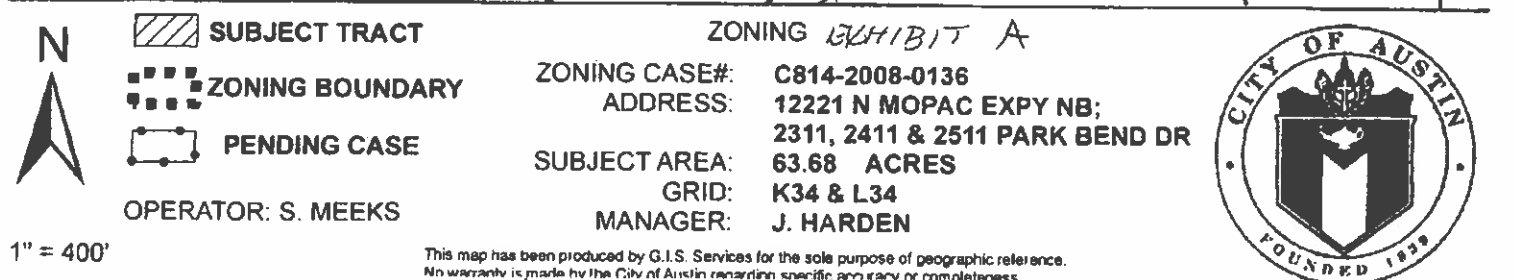 N
SUBJECT TRACT
ZONING BOUNDARY
PENDING CASE
OPERATOR: S. MEEKS
1" = 400'
ZONING EXHIBIT A
ZONING CASE#: C814-2008-0136
ADDRESS: 12221 N MOPAC EXPY NB;
2311, 2411 & 2511 PARK BEND DR
SUBJECT AREA: 63.68 ACRES
GRID: K34 & L34
MANAGER: J. HARDEN
This map has been produced by G.I.S. Services for the sole purpose of geographic reference.
No warranty is made by the City of Austin regarding specific accuracy or completeness.
CITY OF AUSTIN
FOUNDED 1839